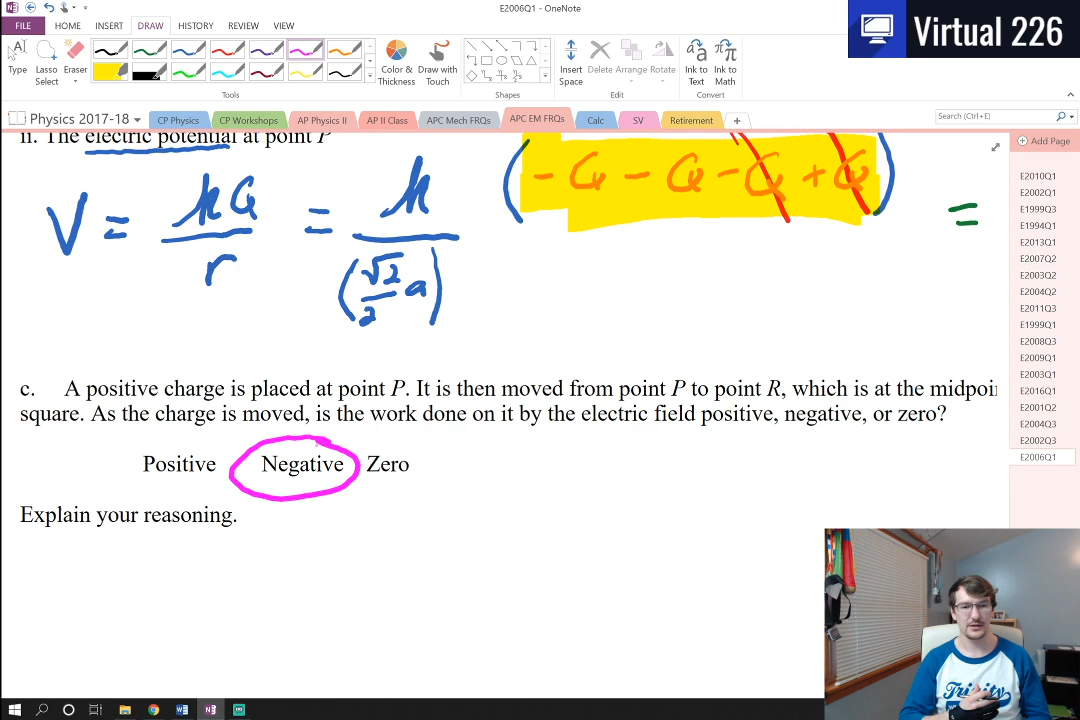 E2006Q1 - OneNote
FILE HOME INSERT DRAW HISTORY REVIEW VIEW
Virtual 226
Type Lasso Select Eraser Color & Thickness Draw with Touch Insert Space Delete Arrange Rotate Ink to Text Ink to Math
Tools Shapes Edit Convert
Physics 2017-18 CP Physics CP Workshops AP Physics II AP II Class APC Mech FRQs APC EM FRQs Calc SV Retirement + Search (Ctrl+E)
Add Page
E2010Q1
E2002Q1
E1999Q3
E1994Q1
E2013Q1
E2007Q2
E2003Q2
E2004Q2
E2011Q3
E1999Q1
E2008Q3
E2009Q1
E2003Q1
E2016Q1
E2001Q2
E2004Q3
E2002Q3
E2006Q1
ii. The electric potential at point P
V = kQ/r = k/(√2/2 a) (-Q - Q - Q + Q) =
c. A positive charge is placed at point P. It is then moved from point P to point R, which is at the midpoi
square. As the charge is moved, is the work done on it by the electric field positive, negative, or zero?
Positive Negative Zero
Explain your reasoning.
Trinity